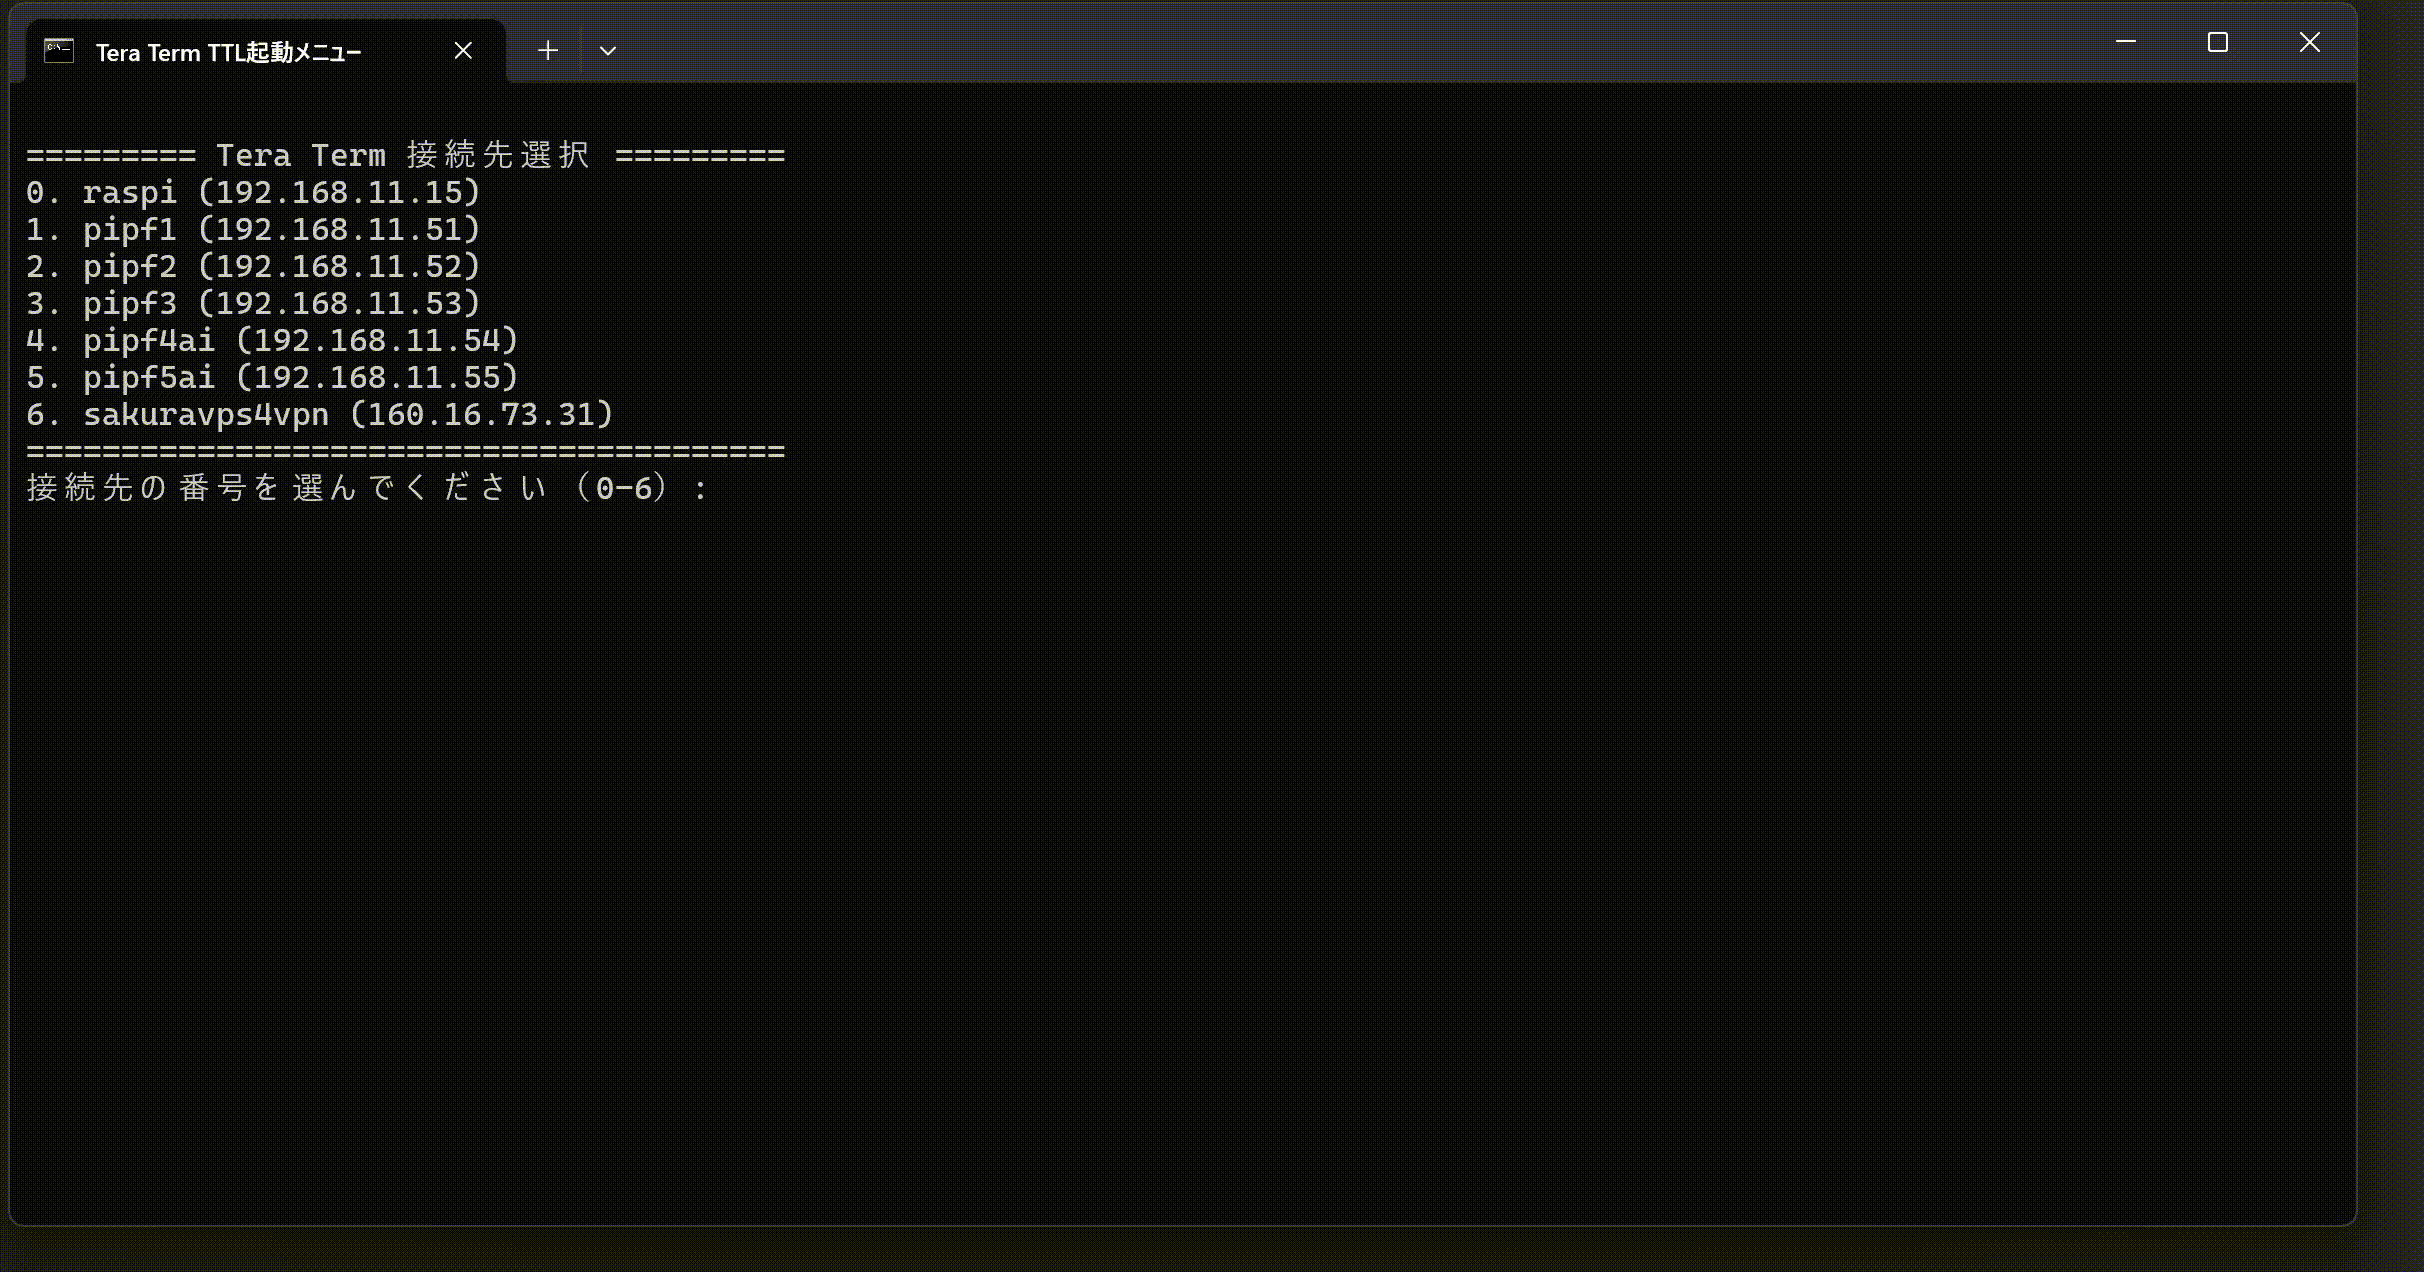 Tera Term TTL起動メニュー
========= Tera Term 接続先選択 =========
0. raspi (192.168.11.15)
1. pipf1 (192.168.11.51)
2. pipf2 (192.168.11.52)
3. pipf3 (192.168.11.53)
4. pipf4ai (192.168.11.54)
5. pipf5ai (192.168.11.55)
6. sakuravps4vpn (160.16.73.31)
========================================
接続先の番号を選んでください（0-6）: